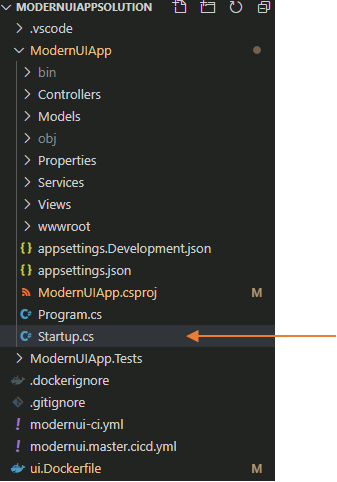 MODERNUIAPPSOLUTION
.vscode
ModernUIApp
bin
Controllers
Models
obj
Properties
Services
Views
wwwroot
{} appsettings.Development.json
{} appsettings.json
ModernUIApp.csproj M
C# Program.cs
C# Startup.cs
ModernUIApp.Tests
.dockerignore
.gitignore
! modernui-ci.yml
! modernui.master.cicd.yml
ui.Dockerfile M